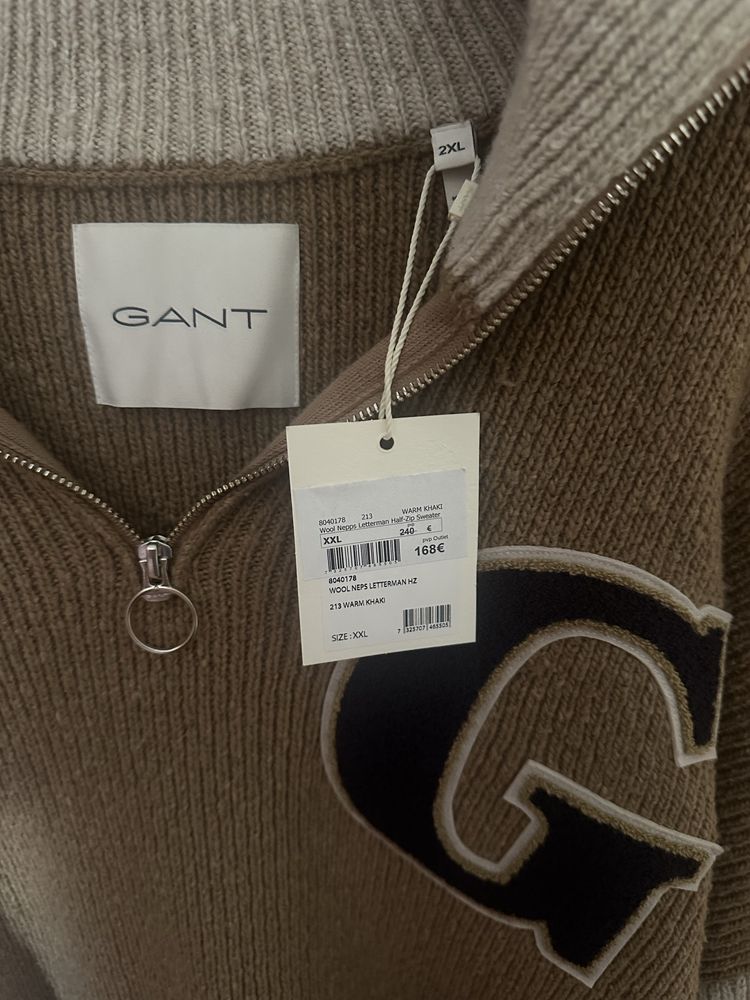 2XL
GANT
8040178 213 WARM KHAKI
Wool Nepps Letterman Half-Zip Sweater
XXL 240 €
pvp Outlet
168€
8040178
WOOL NEPS LETTERMAN HZ
213 WARM KHAKI
SIZE : XXL
7 325707 465505
G